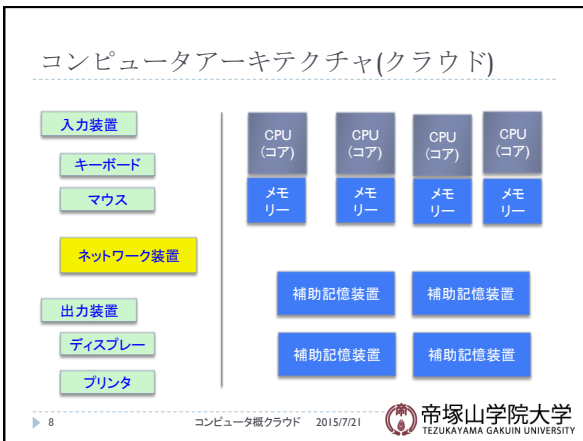 コンピュータアーキテクチャ(クラウド)
入力装置
キーボード
マウス
ネットワーク装置
出力装置
ディスプレー
プリンタ
CPU
(コア)
CPU
(コア)
CPU
(コア)
CPU
(コア)
メモ
リー
メモ
リー
メモ
リー
メモ
リー
補助記憶装置
補助記憶装置
補助記憶装置
補助記憶装置
8
コンピュータ概クラウド 2015/7/21
帝塚山学院大学
TEZUKAYAMA GAKUIN UNIVERSITY